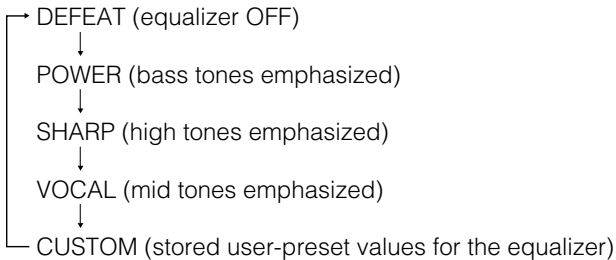 DEFEAT (equalizer OFF)
POWER (bass tones emphasized)
SHARP (high tones emphasized)
VOCAL (mid tones emphasized)
CUSTOM (stored user-preset values for the equalizer)